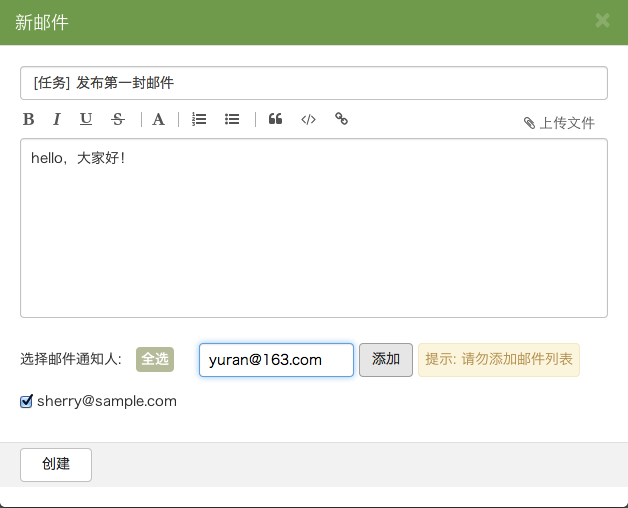 新邮件
[任务] 发布第一封邮件
B I U S A 上传文件
hello，大家好！
选择邮件通知人: 全选 yuran@163.com 添加 提示: 请勿添加邮件列表
sherry@sample.com
创建